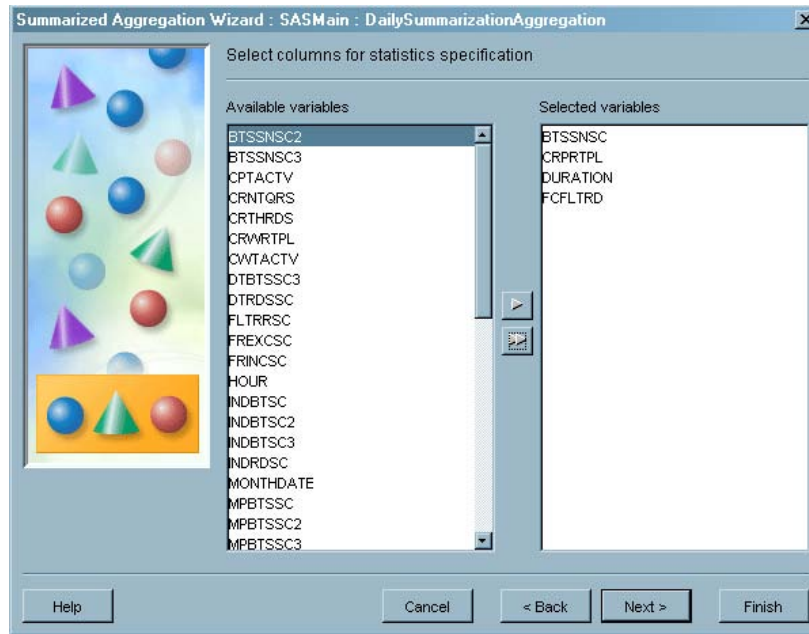 Summarized Aggregation Wizard : SASMain : DailySummarizationAggregation
Select columns for statistics specification
Available variables
Selected variables
BTSSNSC2
BTSSNSC3
CPTACTV
CRNTQRS
CRTHRDS
CRWRTPL
CWTACTV
DTBTSSC3
DTRDSSC
FLTRRSC
FREXCSC
FRINCSC
HOUR
INDBTSC
INDBTSC2
INDBTSC3
INDRDSC
MONTHDATE
MPBTSSC
MPBTSSC2
MPBTSSC3
BTSSNSC
CRPRTPL
DURATION
FCFLTRD
Help
Cancel
< Back
Next >
Finish